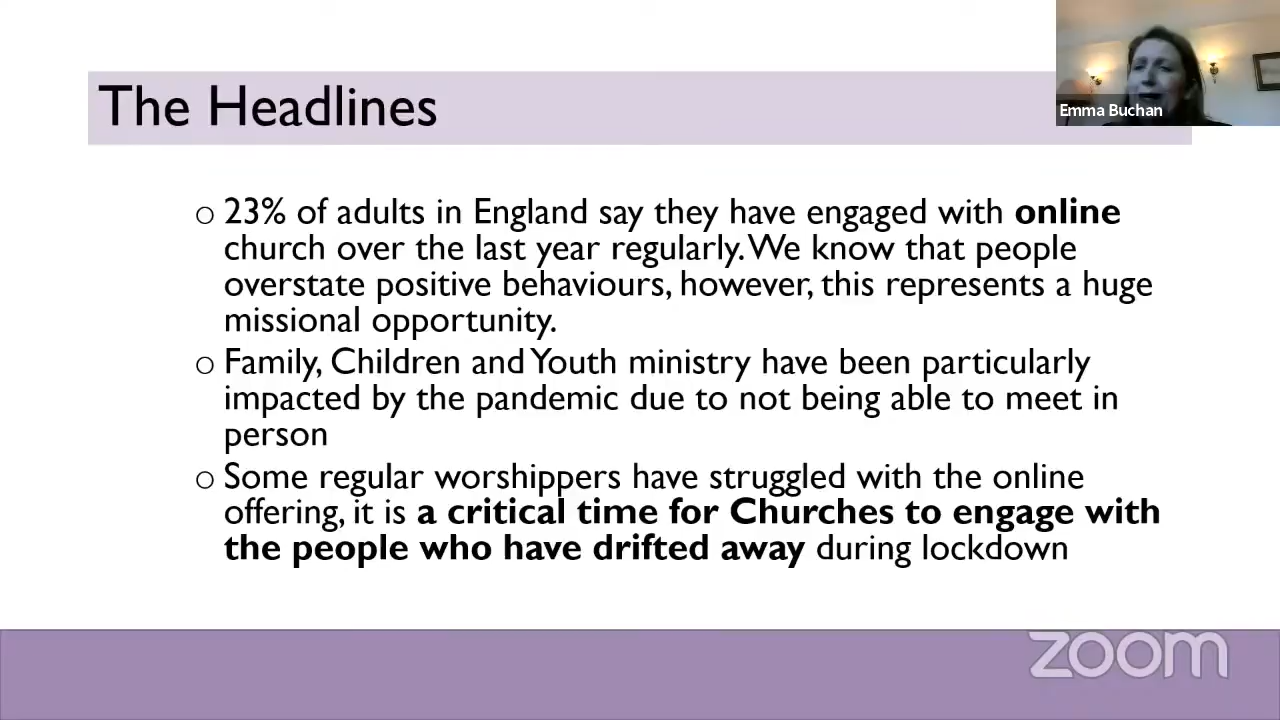 The Headlines
Emma Buchan
○ 23% of adults in England say they have engaged with online
church over the last year regularly. We know that people
overstate positive behaviours, however, this represents a huge
missional opportunity.
○ Family, Children and Youth ministry have been particularly
impacted by the pandemic due to not being able to meet in
person
○ Some regular worshippers have struggled with the online
offering, it is a critical time for Churches to engage with
the people who have drifted away during lockdown
zoom